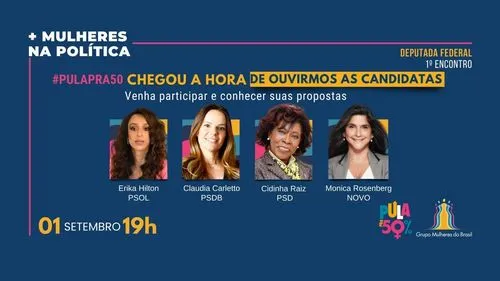 + MULHERES
NA POLÍTICA
DEPUTADA FEDERAL
1º ENCONTRO
#PULAPRA50 CHEGOU A HORA DE OUVIRMOS AS CANDIDATAS
Venha participar e conhecer suas propostas
Erika Hilton
PSOL
Claudia Carletto
PSDB
Cidinha Raiz
PSD
Monica Rosenberg
NOVO
01 SETEMBRO 19h
PULA
PRA
50%
Grupo Mulheres do Brasil